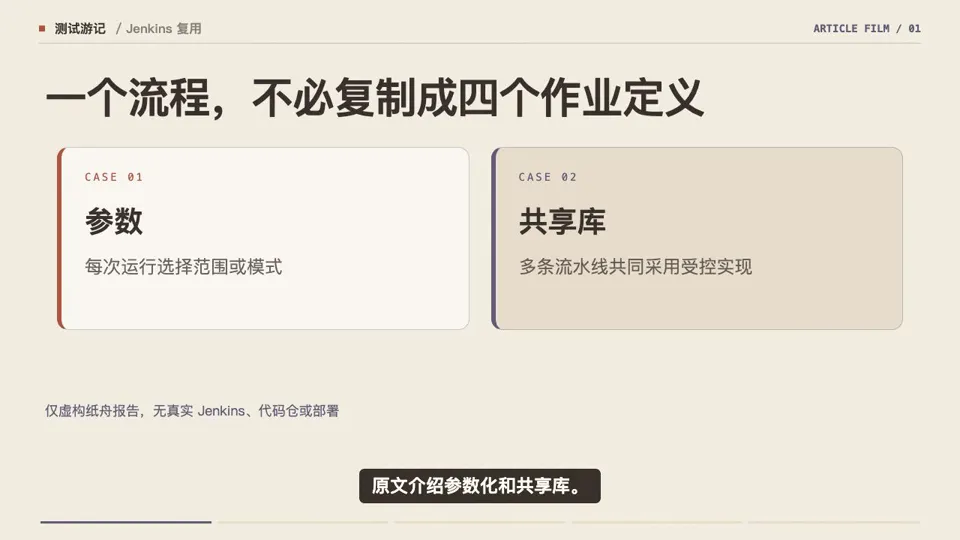 测试游记 / Jenkins 复用
ARTICLE FILM / 01
一个流程，不必复制成四个作业定义
CASE 01
参数
每次运行选择范围或模式
CASE 02
共享库
多条流水线共同采用受控实现
仅虚构纸舟报告，无真实 Jenkins、代码仓或部署
原文介绍参数化和共享库。